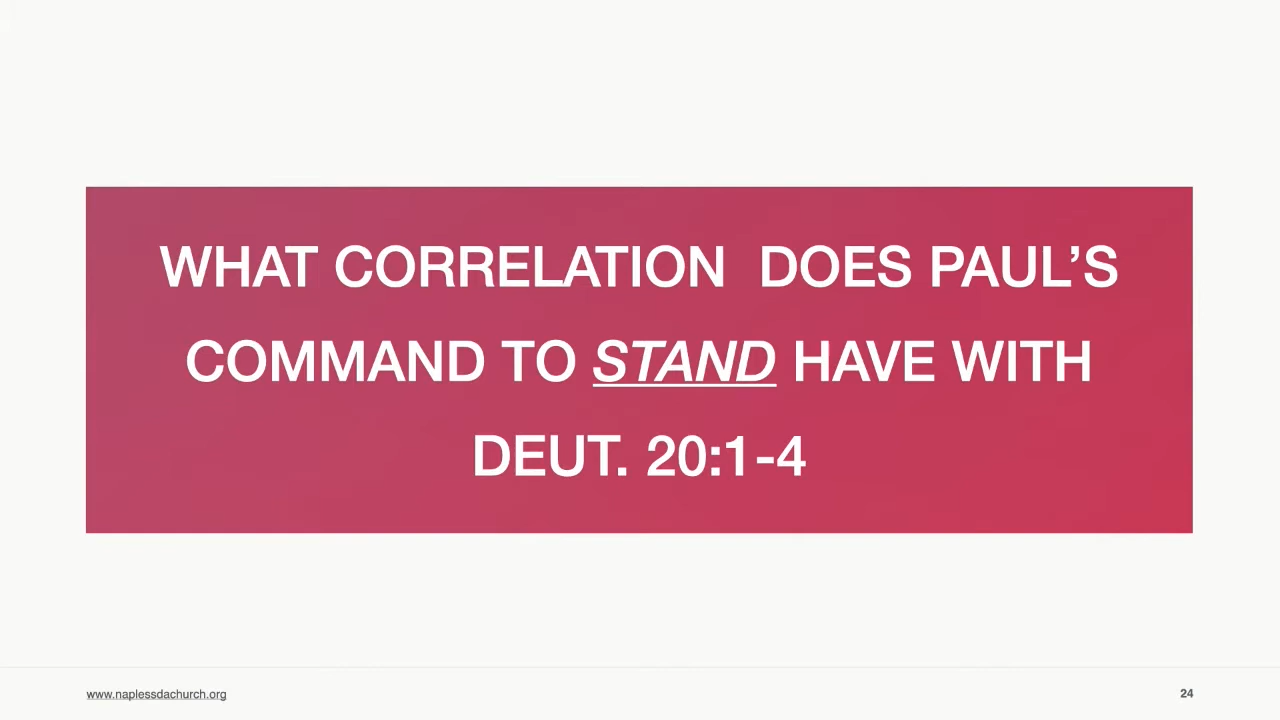 WHAT CORRELATION  DOES PAUL’S
COMMAND TO STAND HAVE WITH
DEUT. 20:1-4
www.naplessdachurch.org
24